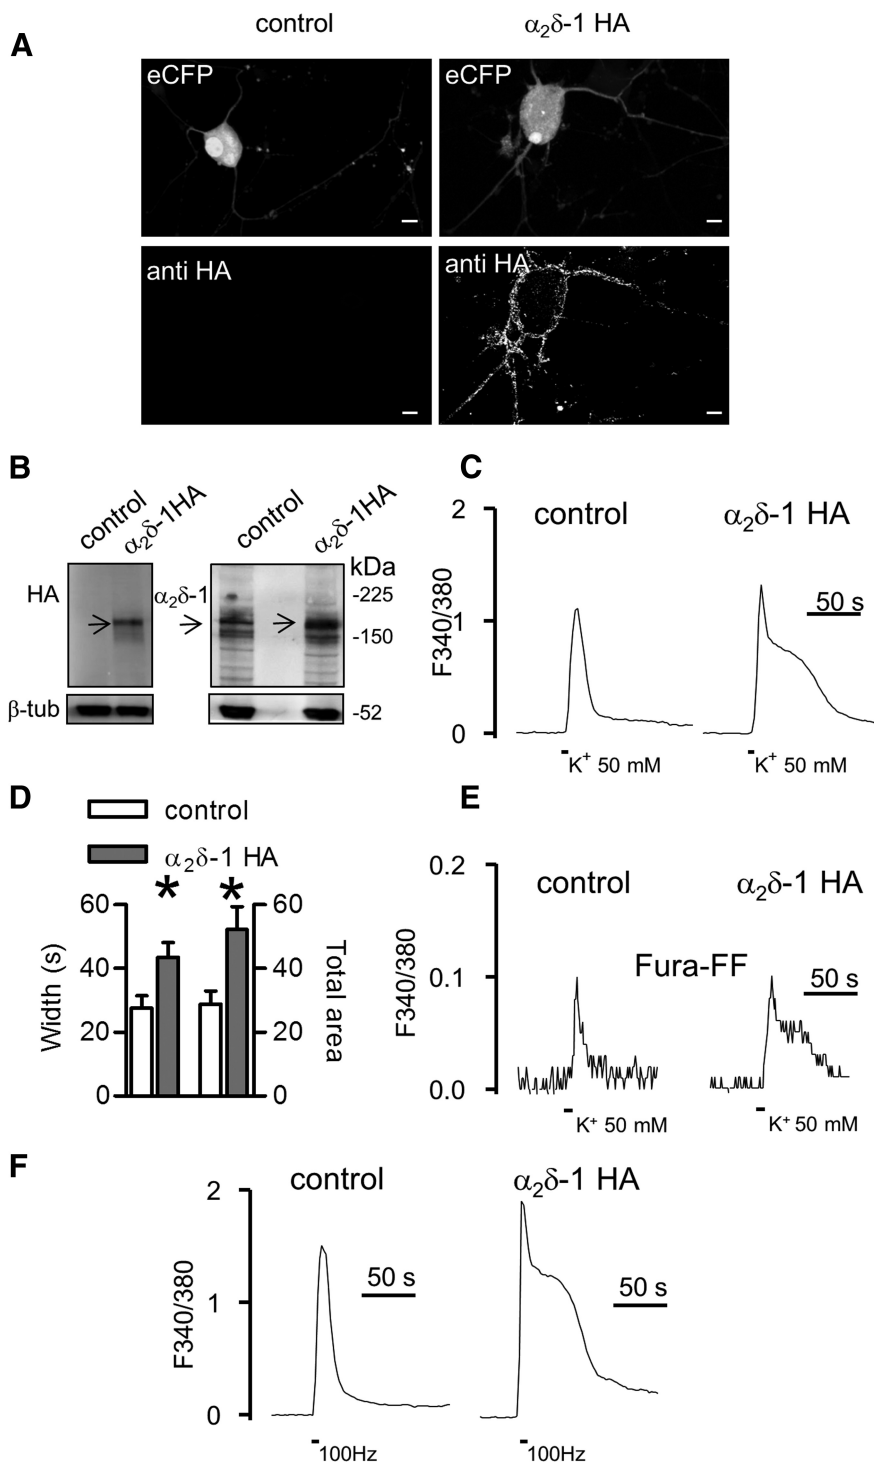 control α₂δ-1 HA
A
eCFP eCFP
anti HA anti HA
B
control α₂δ-1HA control α₂δ-1HA
kDa
HA α₂δ-1 -225
-150
β-tub -52
C
control α₂δ-1 HA
F340/380
2
1
0
50 s
K⁺ 50 mM K⁺ 50 mM
D
control
α₂δ-1 HA
* *
Width (s)
60
40
20
0
60
40
20
0
Total area
E
control α₂δ-1 HA
Fura-FF
F340/380
0.2
0.1
0.0
50 s
K⁺ 50 mM K⁺ 50 mM
F
control α₂δ-1 HA
F340/380
2
1
0
50 s 50 s
100Hz 100Hz